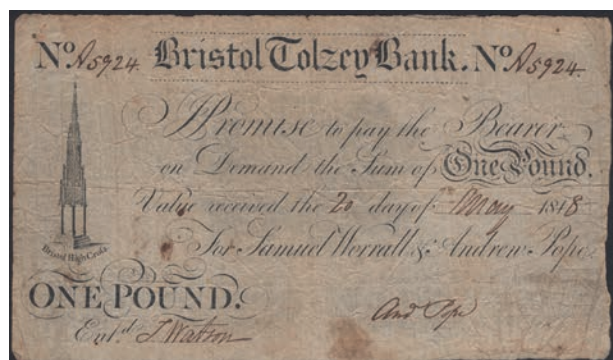 No A5924. Bristol Tolzey Bank. No A5924.
I Promise to pay the Bearer
on Demand the Sum of One Pound.
Value received the 20 day of May 1818
For Samuel Worrall & Andrew Pope
Bristol High Cross
ONE POUND.
And Pope
Ent.d J Watson